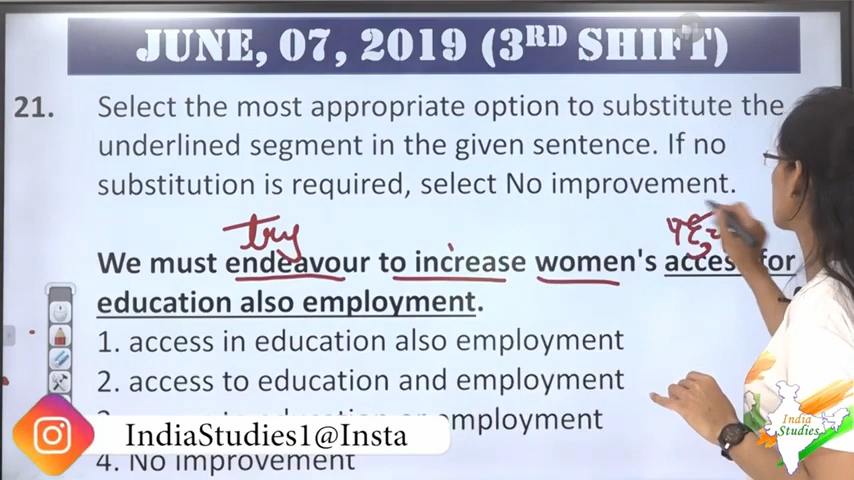 JUNE, 07, 2019 (3RD SHIFT)
21. Select the most appropriate option to substitute the
underlined segment in the given sentence. If no
substitution is required, select No improvement.
try
We must endeavour to increase women's access for
education also employment.
1. access in education also employment
2. access to education and employment
employment
IndiaStudies1@Insta
4. No improvement
India
Studies